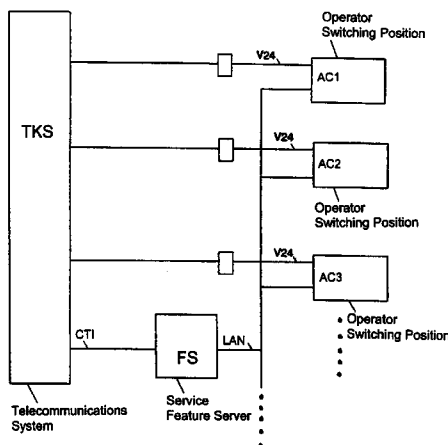 Operator
Switching Position
V24
AC1
TKS
V24
AC2
Operator
Switching Position
V24
AC3
Operator
Switching Position
CTI
FS
LAN
Service
Feature Server
Telecommunications
System